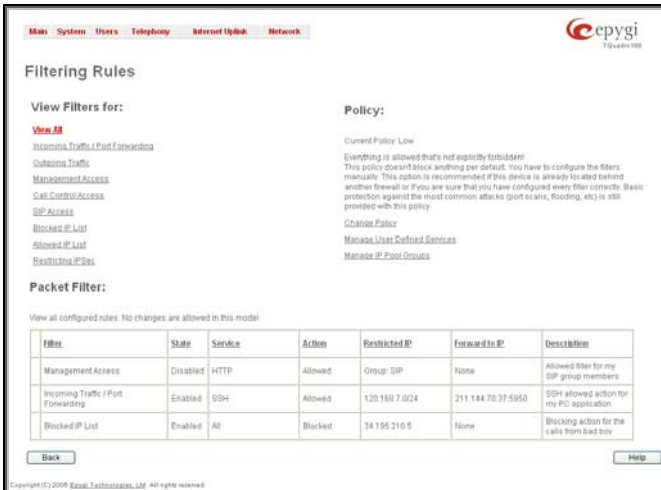 Main System Users Telephony Internet Uplink Network
epygi
TQuadro100
Filtering Rules
View Filters for:
View All
Incoming Traffic / Port Forwarding
Outgoing Traffic
Management Access
Call Control Access
SIP Access
Blocked IP List
Allowed IP List
Restricting IPSec
Policy:
Current Policy: Low
Everything is allowed that's not explicitly forbidden!
This policy doesn't block anything per default. You have to configure the filters
manually. This option is recommended if this device is already located behind
another firewall or if you are sure that you have configured every filter correctly. Basic
protection against the most common attacks (port scans, flooding, etc) is still
provided with this policy.
Change Policy
Manage User Defined Services
Manage IP Pool Groups
Packet Filter:
View all configured rules. No changes are allowed in this mode!
Filter State Service Action Restricted IP Forward to IP Description
Management Access Disabled HTTP Allowed Group: SIP None Allowed filter for my
SIP group members
Incoming Traffic / Port
Forwarding Enabled SSH Allowed 120.168.7.0/24 211.144.70.37:5950 SSH allowed action for
my PC application
Blocked IP List Enabled All Blocked 34.195.210.5 None Blocking action for the
calls from bad boy
Back
Help
Copyright (C) 2006 Epygi Technologies, Ltd. All rights reserved